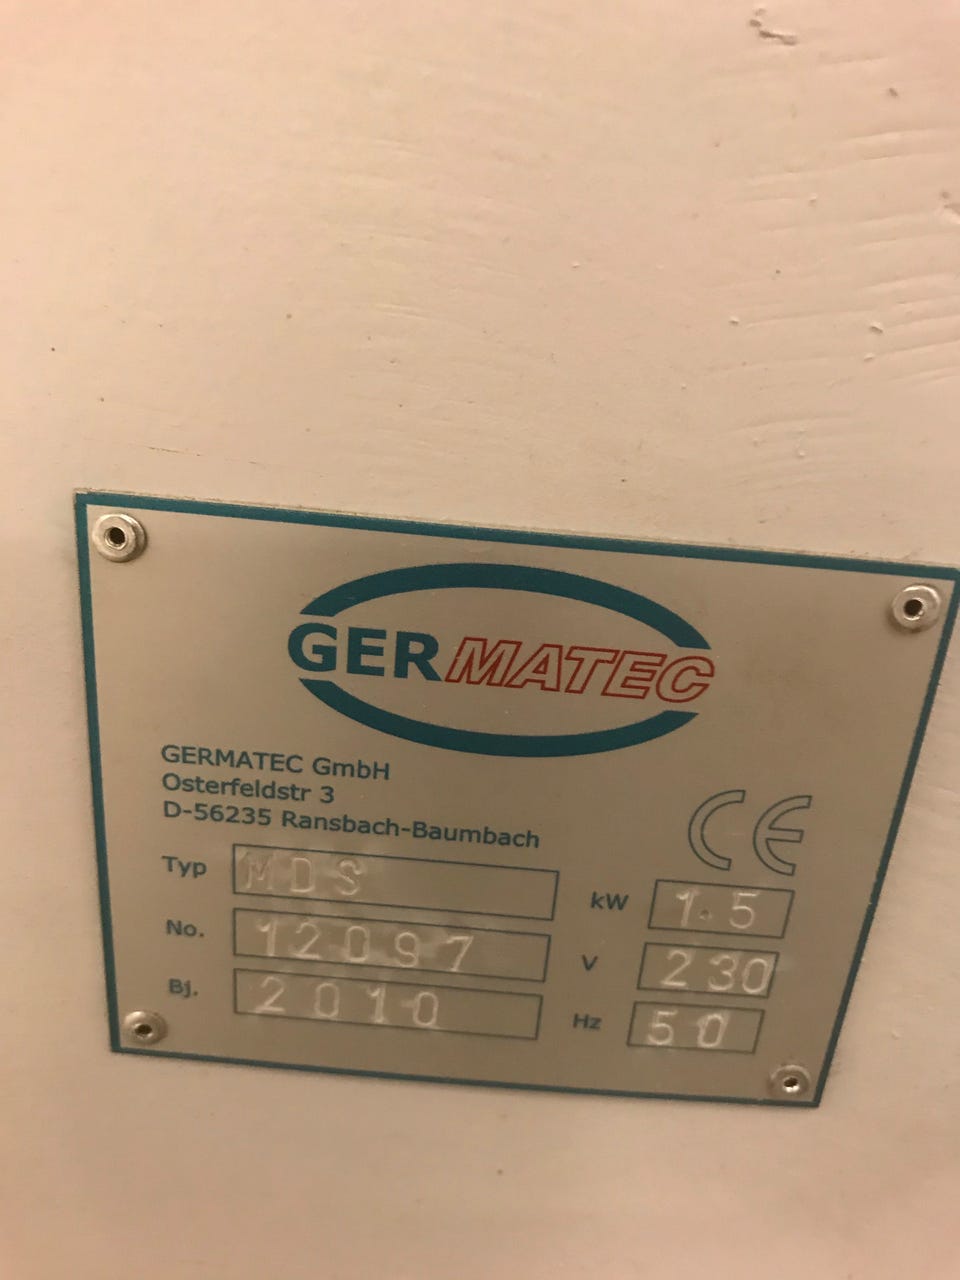 GERMATEC
GERMATEC GmbH
Osterfeldstr 3
D-56235 Ransbach-Baumbach
CE
Typ MDS
kW 1.5
No. 12097
V 230
Bj. 2010
Hz 50